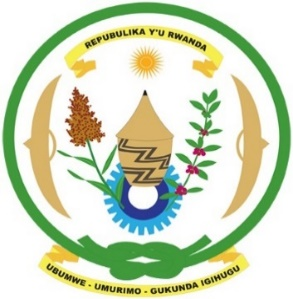 REPUBULIKA Y'U RWANDA
UBUMWE - UMURIMO - GUKUNDA IGIHUGU